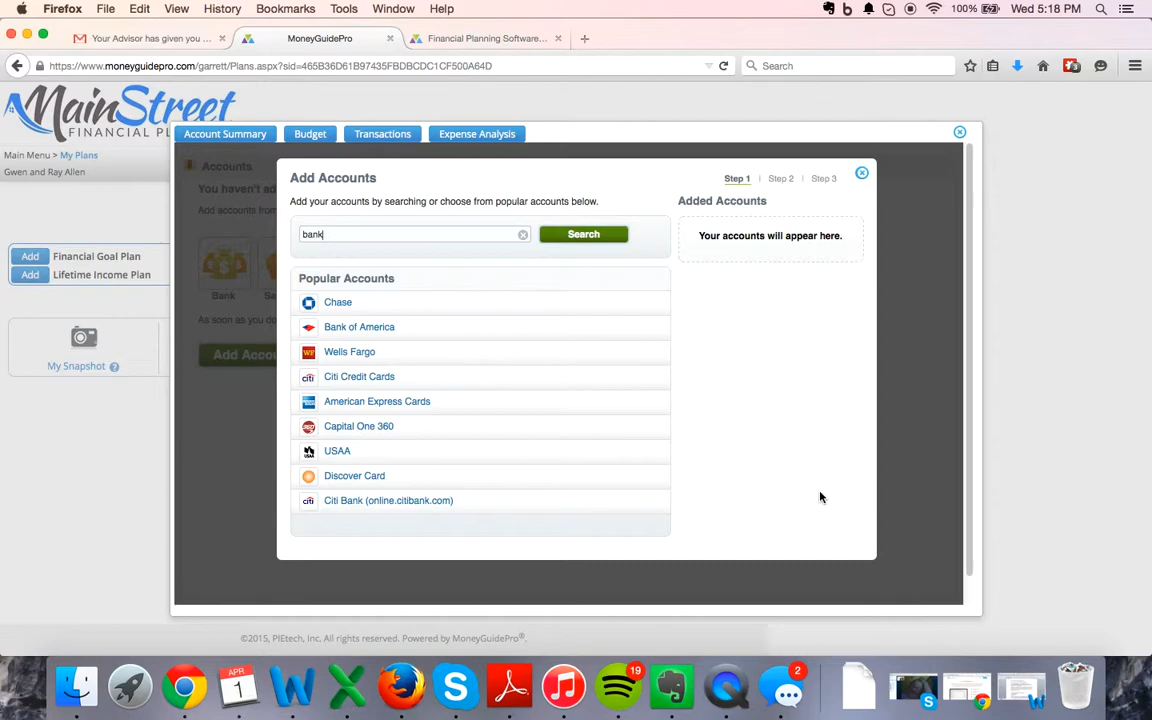 Firefox File Edit View History Bookmarks Tools Window Help 100% Wed 5:18 PM
Your Advisor has given you ... MoneyGuidePro Financial Planning Software...
https://www.moneyguidepro.com/garrett/Plans.aspx?sid=465B36D61B97435FBDBCDC1CF500A64D Search
MainStreet
FINANCIAL PL
Account Summary Budget Transactions Expense Analysis
Main Menu > My Plans
Gwen and Ray Allen
Accounts
You haven't ad
Add accounts from
Bank Sa
As soon as you do
Add Accou
Add Financial Goal Plan
Add Lifetime Income Plan
My Snapshot ?
Add Accounts Step 1 | Step 2 | Step 3
Add your accounts by searching or choose from popular accounts below. Added Accounts
bank Search Your accounts will appear here.
Popular Accounts
Chase
Bank of America
WF Wells Fargo
citi Citi Credit Cards
American Express Cards
360 Capital One 360
USAA USAA
Discover Card
citi Citi Bank (online.citibank.com)
©2015, PIEtech, Inc. All rights reserved. Powered by MoneyGuidePro®.
APR
1
19
2